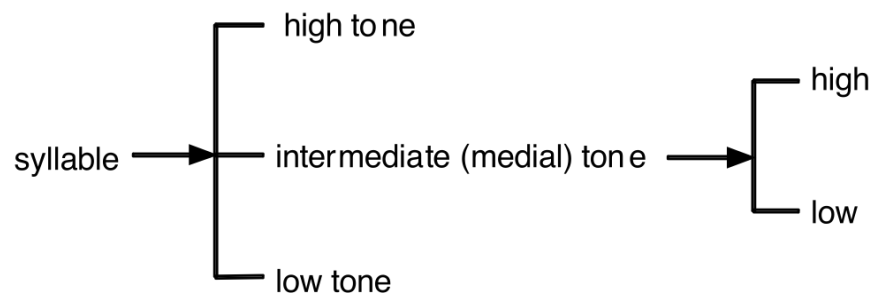 high tone
high
syllable
intermediate (medial) tone
low
low tone